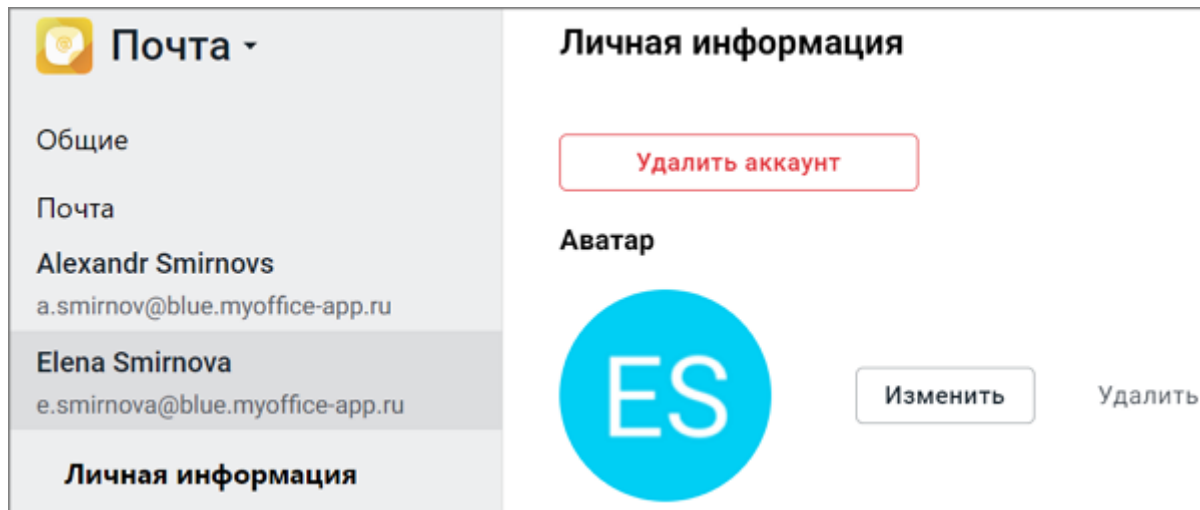 Почта
Общие
Почта
Alexandr Smirnovs
a.smirnov@blue.myoffice-app.ru
Elena Smirnova
e.smirnova@blue.myoffice-app.ru
Личная информация
Личная информация
Удалить аккаунт
Аватар
ES
Изменить Удалить